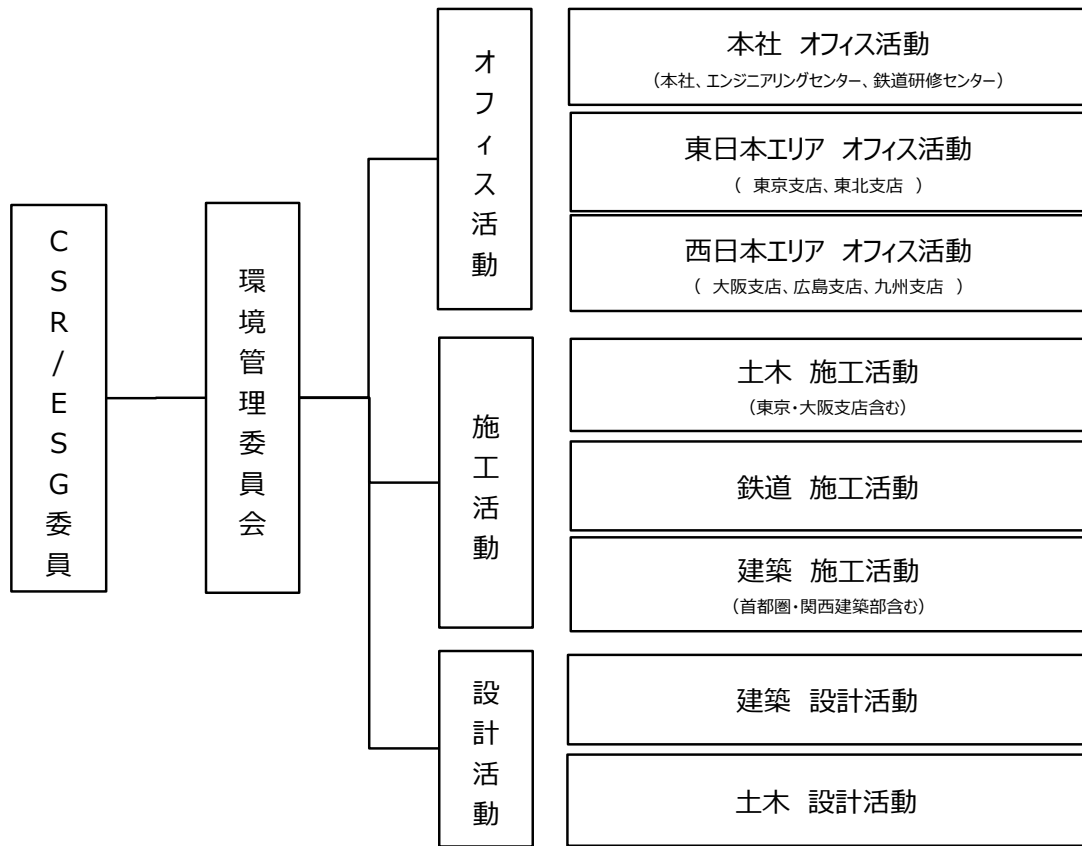 CSR/ESG委員
環境管理委員会
オフィス活動
本社 オフィス活動
(本社、エンジニアリングセンター、鉄道研修センター)
東日本エリア オフィス活動
( 東京支店、東北支店 )
西日本エリア オフィス活動
( 大阪支店、広島支店、九州支店 )
施工活動
土木 施工活動
(東京・大阪支店含む)
鉄道 施工活動
建築 施工活動
(首都圏・関西建築部含む)
設計活動
建築 設計活動
土木 設計活動